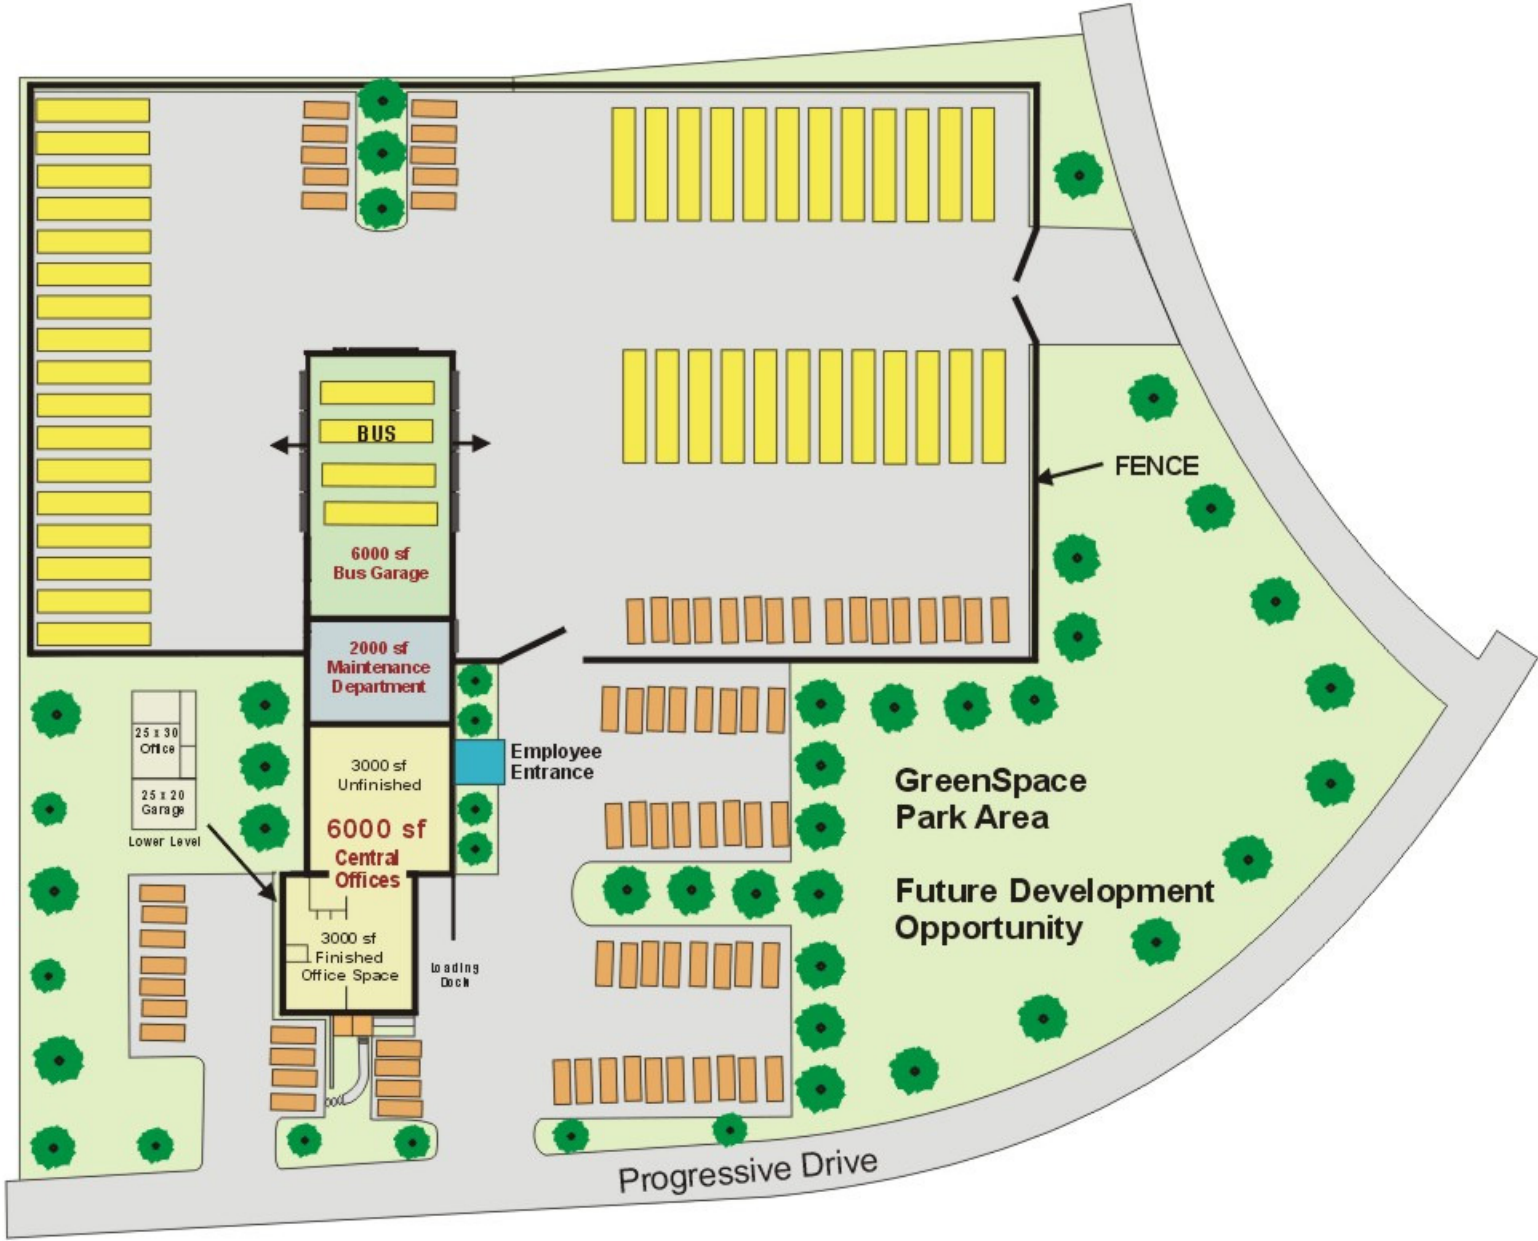 BUS
FENCE
6000 sf
Bus Garage
2000 sf
Maintenance
Department
25 x 30
Office
25 x 20
Garage
Lower Level
3000 sf
Unfinished
Employee
Entrance
6000 sf
Central
Offices
3000 sf
Finished
Office Space
Loading
Dock
GreenSpace
Park Area
Future Development
Opportunity
Progressive Drive